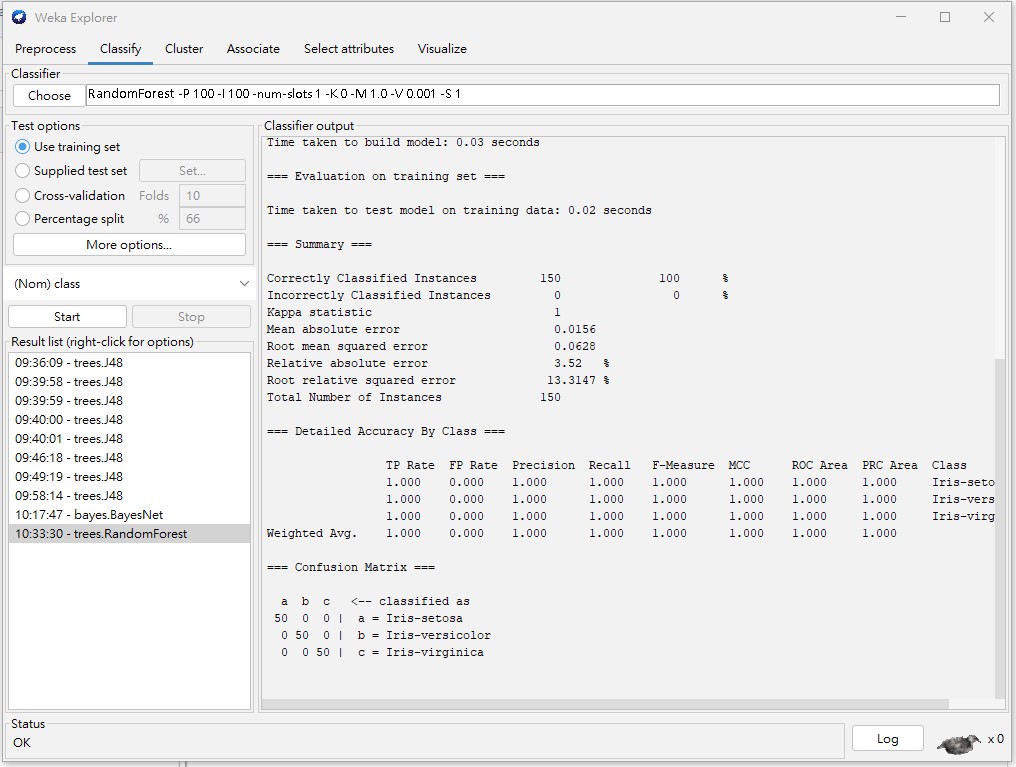 Weka Explorer
Preprocess Classify Cluster Associate Select attributes Visualize
Classifier
Choose RandomForest -P 100 -I 100 -num-slots 1 -K 0 -M 1.0 -V 0.001 -S 1
Test options
Use training set
Supplied test set Set...
Cross-validation Folds 10
Percentage split % 66
More options...
(Nom) class
Start Stop
Result list (right-click for options)
09:36:09 - trees.J48
09:39:58 - trees.J48
09:39:59 - trees.J48
09:40:00 - trees.J48
09:40:01 - trees.J48
09:46:18 - trees.J48
09:49:19 - trees.J48
09:58:14 - trees.J48
10:17:47 - bayes.BayesNet
10:33:30 - trees.RandomForest
Classifier output
Time taken to build model: 0.03 seconds
=== Evaluation on training set ===
Time taken to test model on training data: 0.02 seconds
=== Summary ===
Correctly Classified Instances 150 100 %
Incorrectly Classified Instances 0 0 %
Kappa statistic 1
Mean absolute error 0.0156
Root mean squared error 0.0628
Relative absolute error 3.52 %
Root relative squared error 13.3147 %
Total Number of Instances 150
=== Detailed Accuracy By Class ===
TP Rate FP Rate Precision Recall F-Measure MCC ROC Area PRC Area Class
1.000 0.000 1.000 1.000 1.000 1.000 1.000 1.000 Iris-seto
1.000 0.000 1.000 1.000 1.000 1.000 1.000 1.000 Iris-vers
1.000 0.000 1.000 1.000 1.000 1.000 1.000 1.000 Iris-virg
Weighted Avg. 1.000 0.000 1.000 1.000 1.000 1.000 1.000 1.000
=== Confusion Matrix ===
a b c <-- classified as
50 0 0 | a = Iris-setosa
0 50 0 | b = Iris-versicolor
0 0 50 | c = Iris-virginica
Status
OK
Log x 0